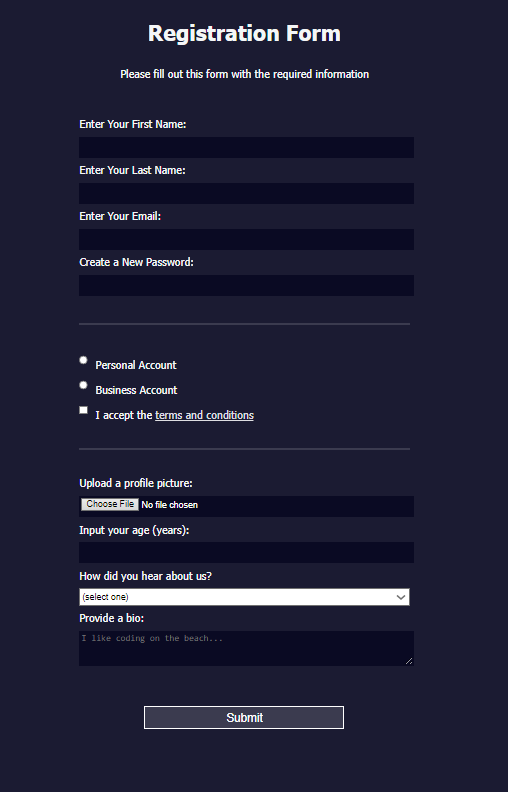 Registration Form
Please fill out this form with the required information
Enter Your First Name:
Enter Your Last Name:
Enter Your Email:
Create a New Password:
Personal Account
Business Account
I accept the terms and conditions
Upload a profile picture:
Choose File No file chosen
Input your age (years):
How did you hear about us?
(select one)
Provide a bio:
I like coding on the beach...
Submit